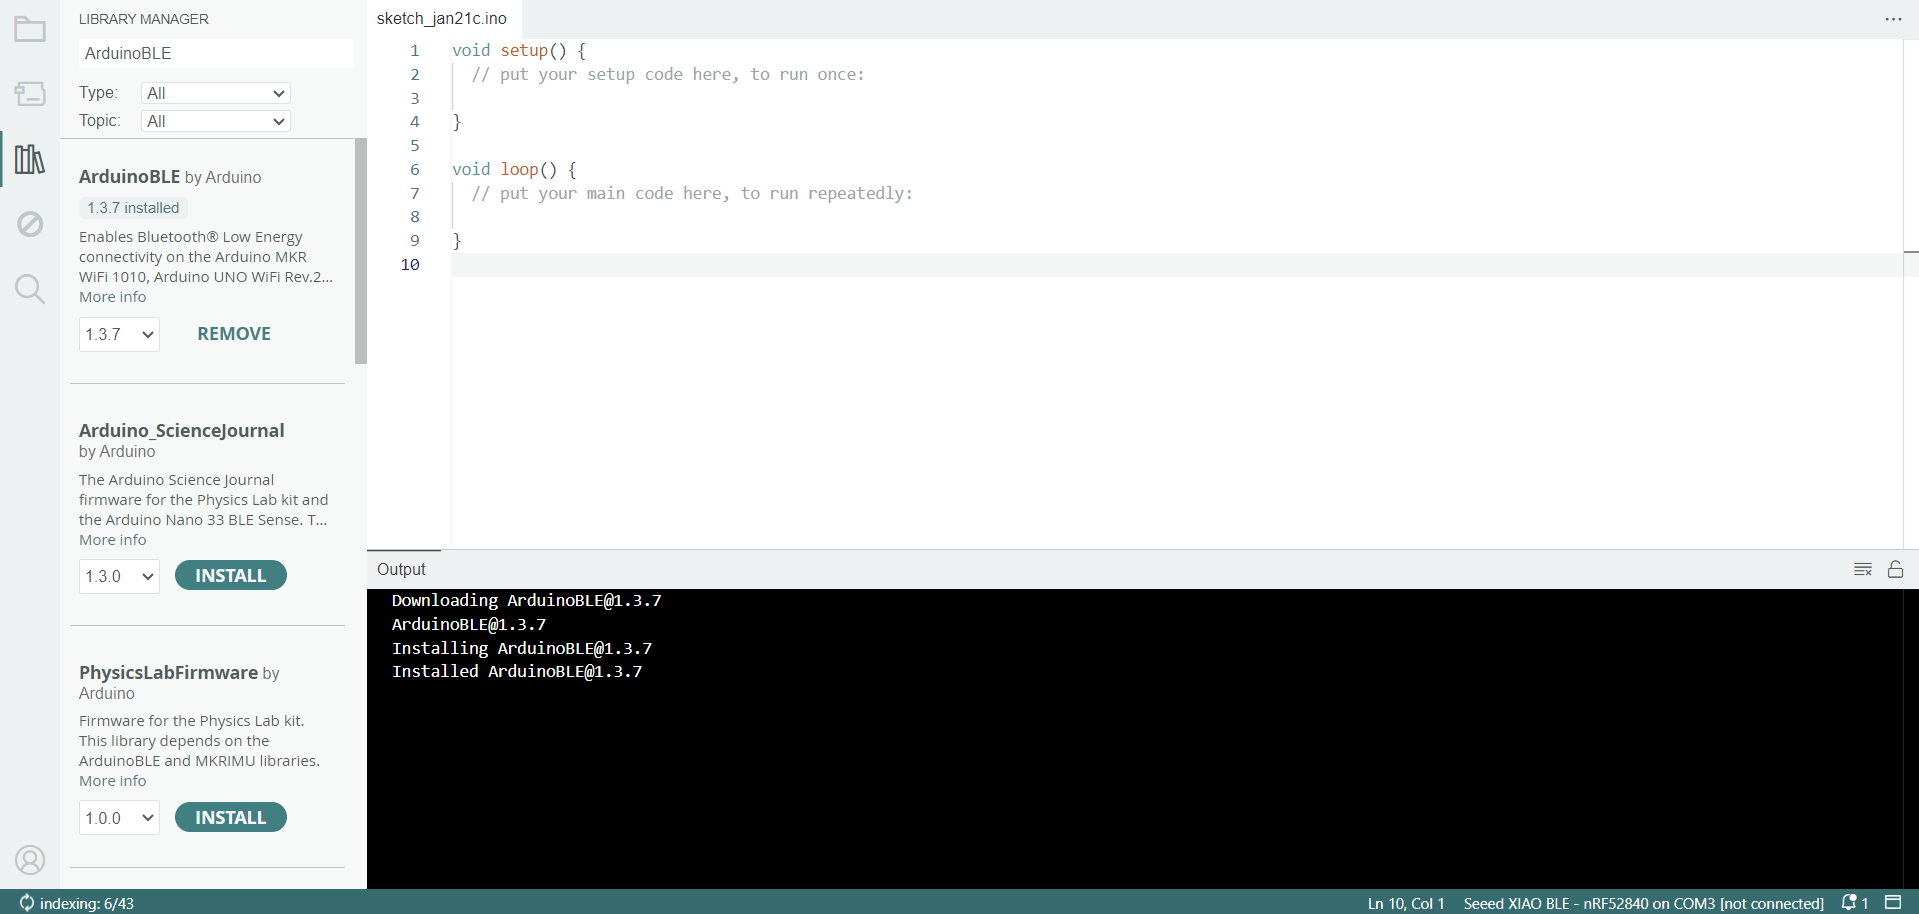 LIBRARY MANAGER
ArduinoBLE
Type: All
Topic: All
ArduinoBLE by Arduino
1.3.7 installed
Enables Bluetooth® Low Energy
connectivity on the Arduino MKR
WiFi 1010, Arduino UNO WiFi Rev.2...
More info
1.3.7 REMOVE
Arduino_ScienceJournal
by Arduino
The Arduino Science Journal
firmware for the Physics Lab kit and
the Arduino Nano 33 BLE Sense. T...
More info
1.3.0 INSTALL
PhysicsLabFirmware by
Arduino
Firmware for the Physics Lab kit.
This library depends on the
ArduinoBLE and MKRIMU libraries.
More info
1.0.0 INSTALL
sketch_jan21c.ino
1 void setup() {
2 // put your setup code here, to run once:
3
4 }
5
6 void loop() {
7 // put your main code here, to run repeatedly:
8
9 }
10
Output
Downloading ArduinoBLE@1.3.7
ArduinoBLE@1.3.7
Installing ArduinoBLE@1.3.7
Installed ArduinoBLE@1.3.7
indexing: 6/43
Ln 10, Col 1 Seeed XIAO BLE - nRF52840 on COM3 [not connected] 1